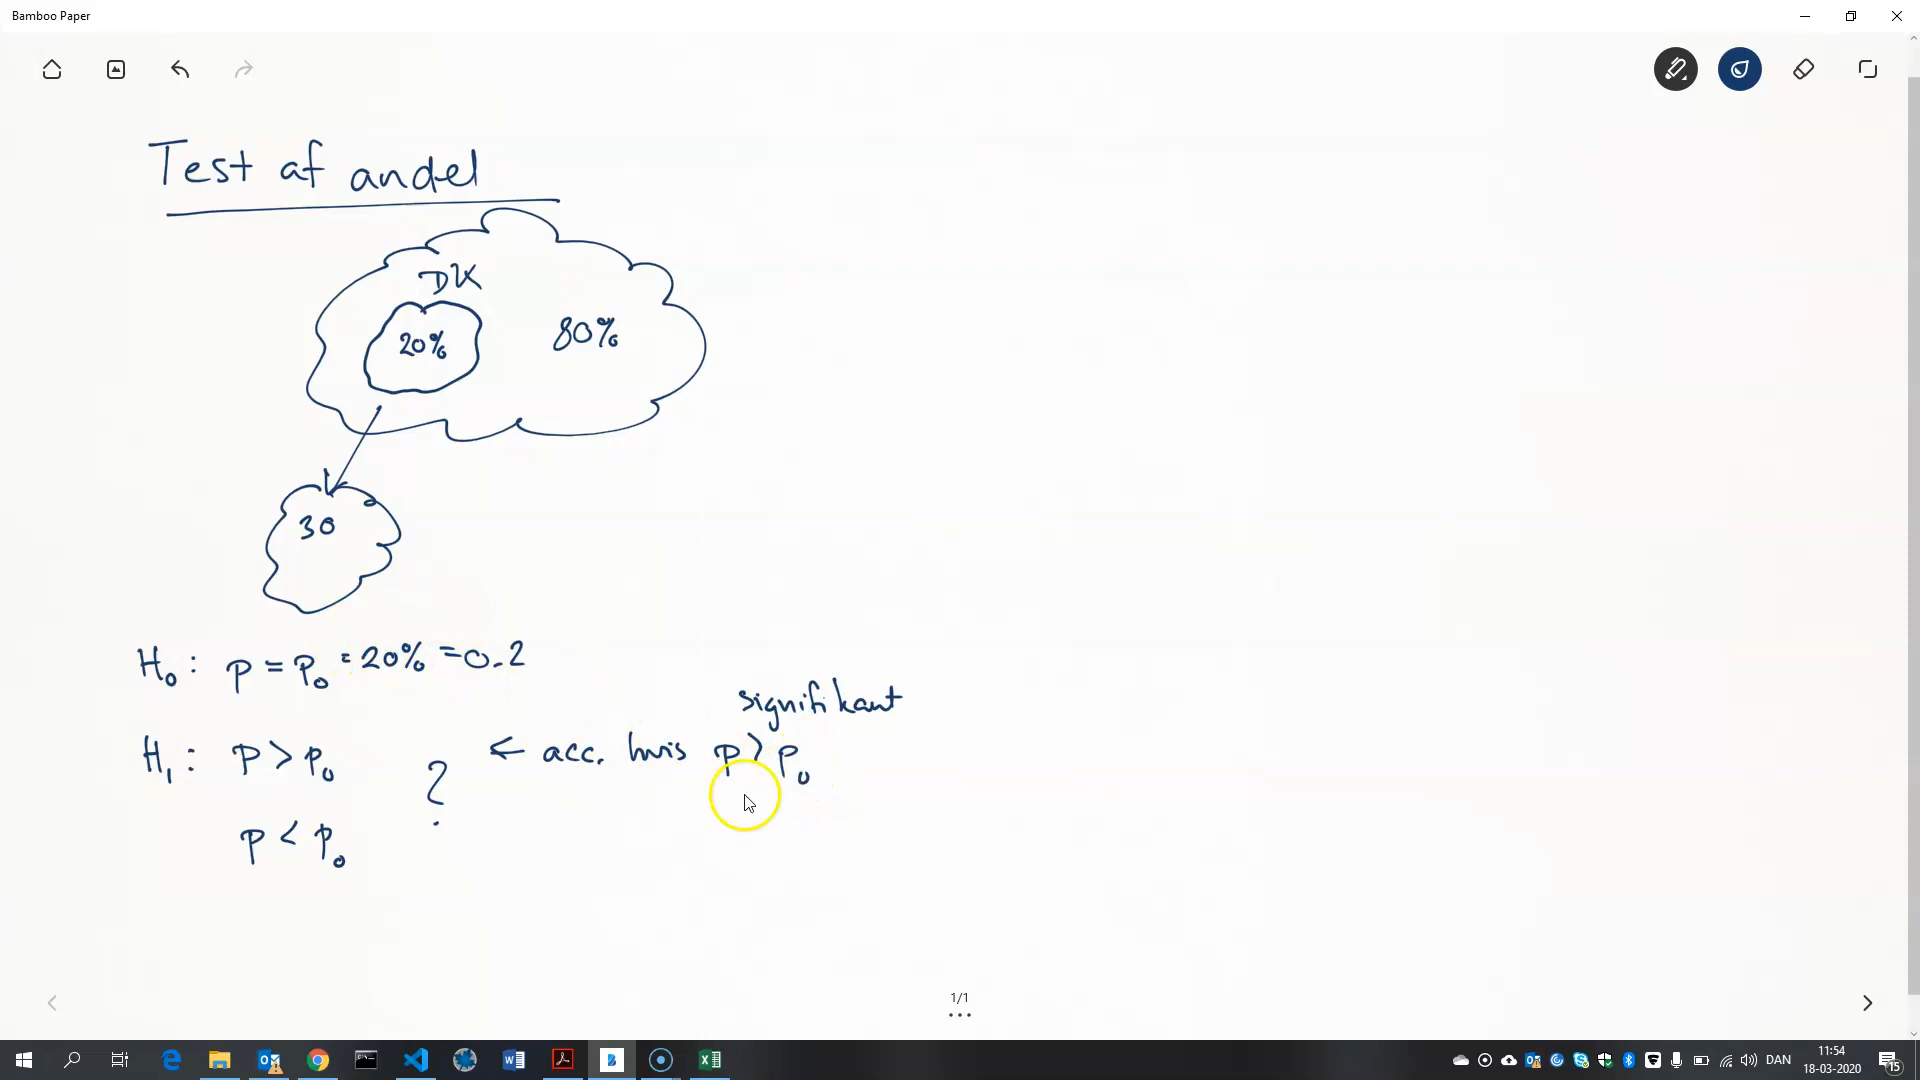 Bamboo Paper
Test af andel
DK
20%
80%
30
H₀ : p = p₀ = 20% = 0.2
signifikant
H₁ : p > p₀ ? ← acc. hvis p > p₀
p < p₀
1/1
DAN
11:54
18-03-2020
15